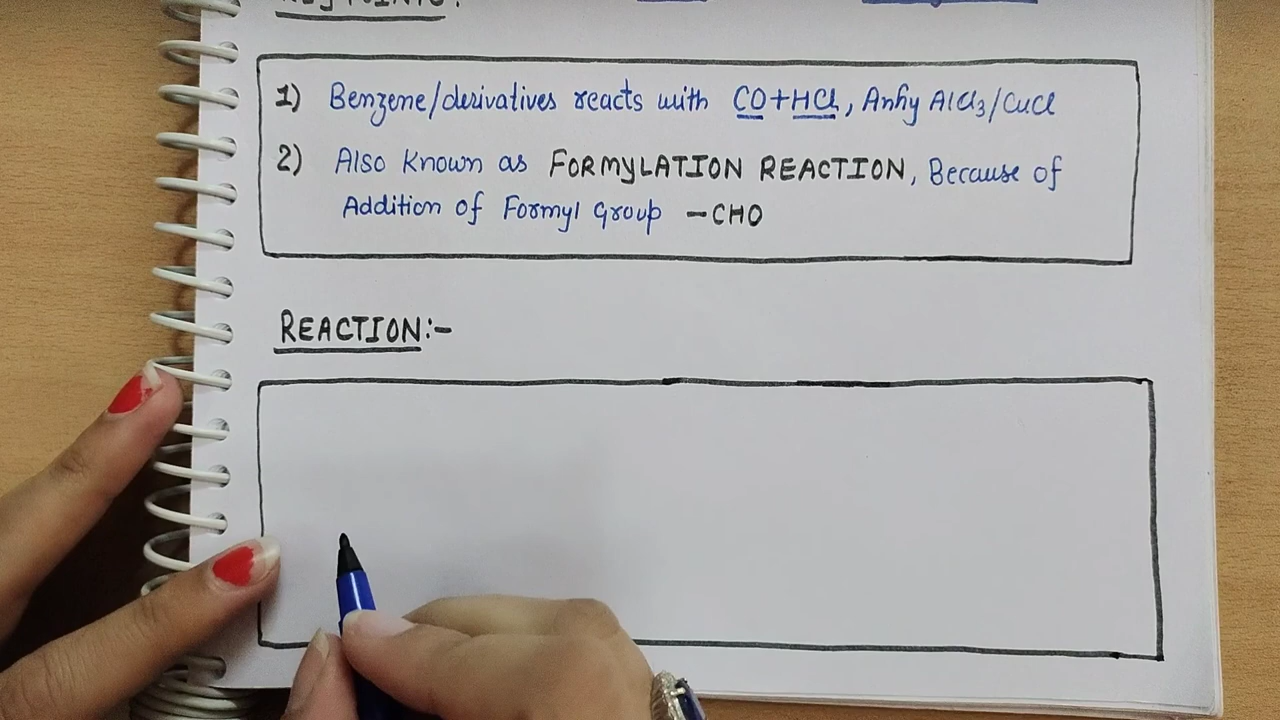 1) Benzene/derivatives reacts with CO+HCl, Anhy AlCl3/CuCl
2) Also Known as FORMYLATION REACTION, Because of
Addition of Formyl Group -CHO
REACTION:-